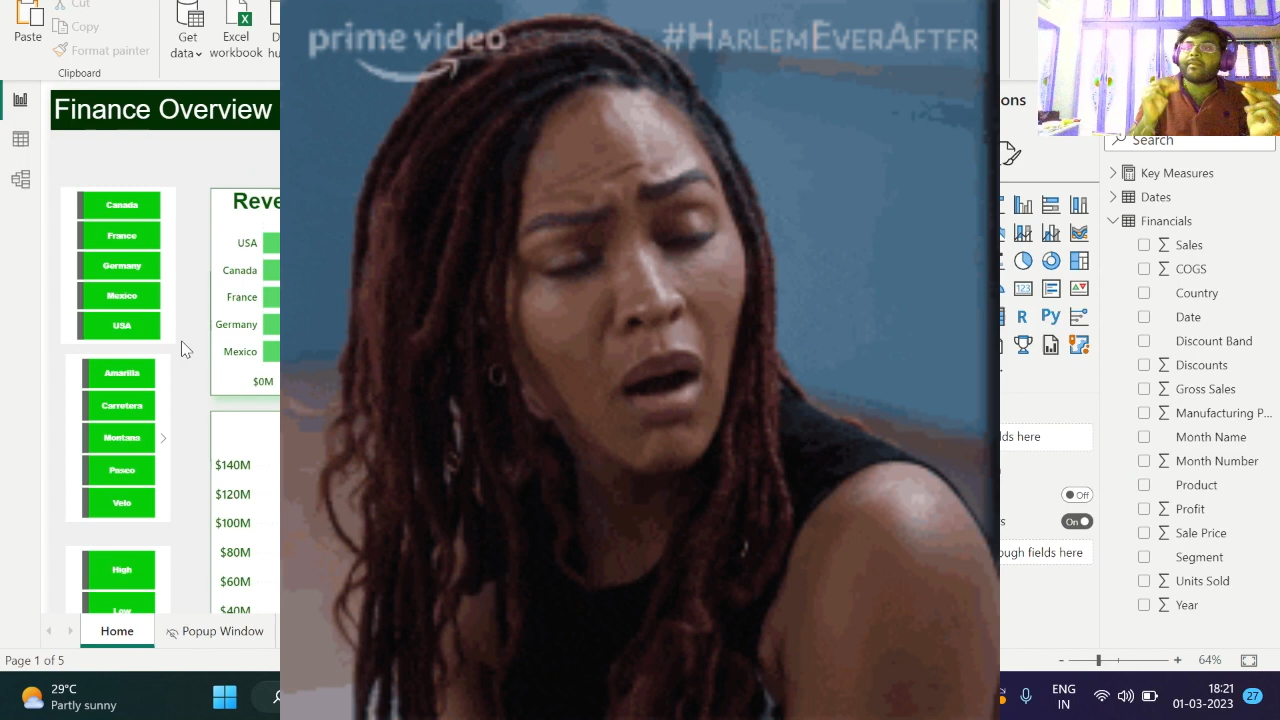 Cut
Paste
Copy
Format painter
Clipboard
Get
data
Excel
workbook
prime video
#HARLEMEVERAFTER
Finance Overview
Canada
France
Germany
Mexico
USA
Amarilla
Carretera
Montana
Paseo
Velo
High
Low
Reve
USA
Canada
France
Germany
Mexico
$0M
$140M
$120M
$100M
$80M
$60M
$40M
ons
Search
Key Measures
Dates
Financials
Sales
COGS
Country
Date
Discount Band
Discounts
Gross Sales
Manufacturing P...
Month Name
Month Number
Product
Profit
Sale Price
Segment
Units Sold
Year
123
R
Py
lds here
Off
s
On
ough fields here
Home
Popup Window
Page 1 of 5
- + 64%
29°C
Partly sunny
ENG
IN
18:21
01-03-2023
27